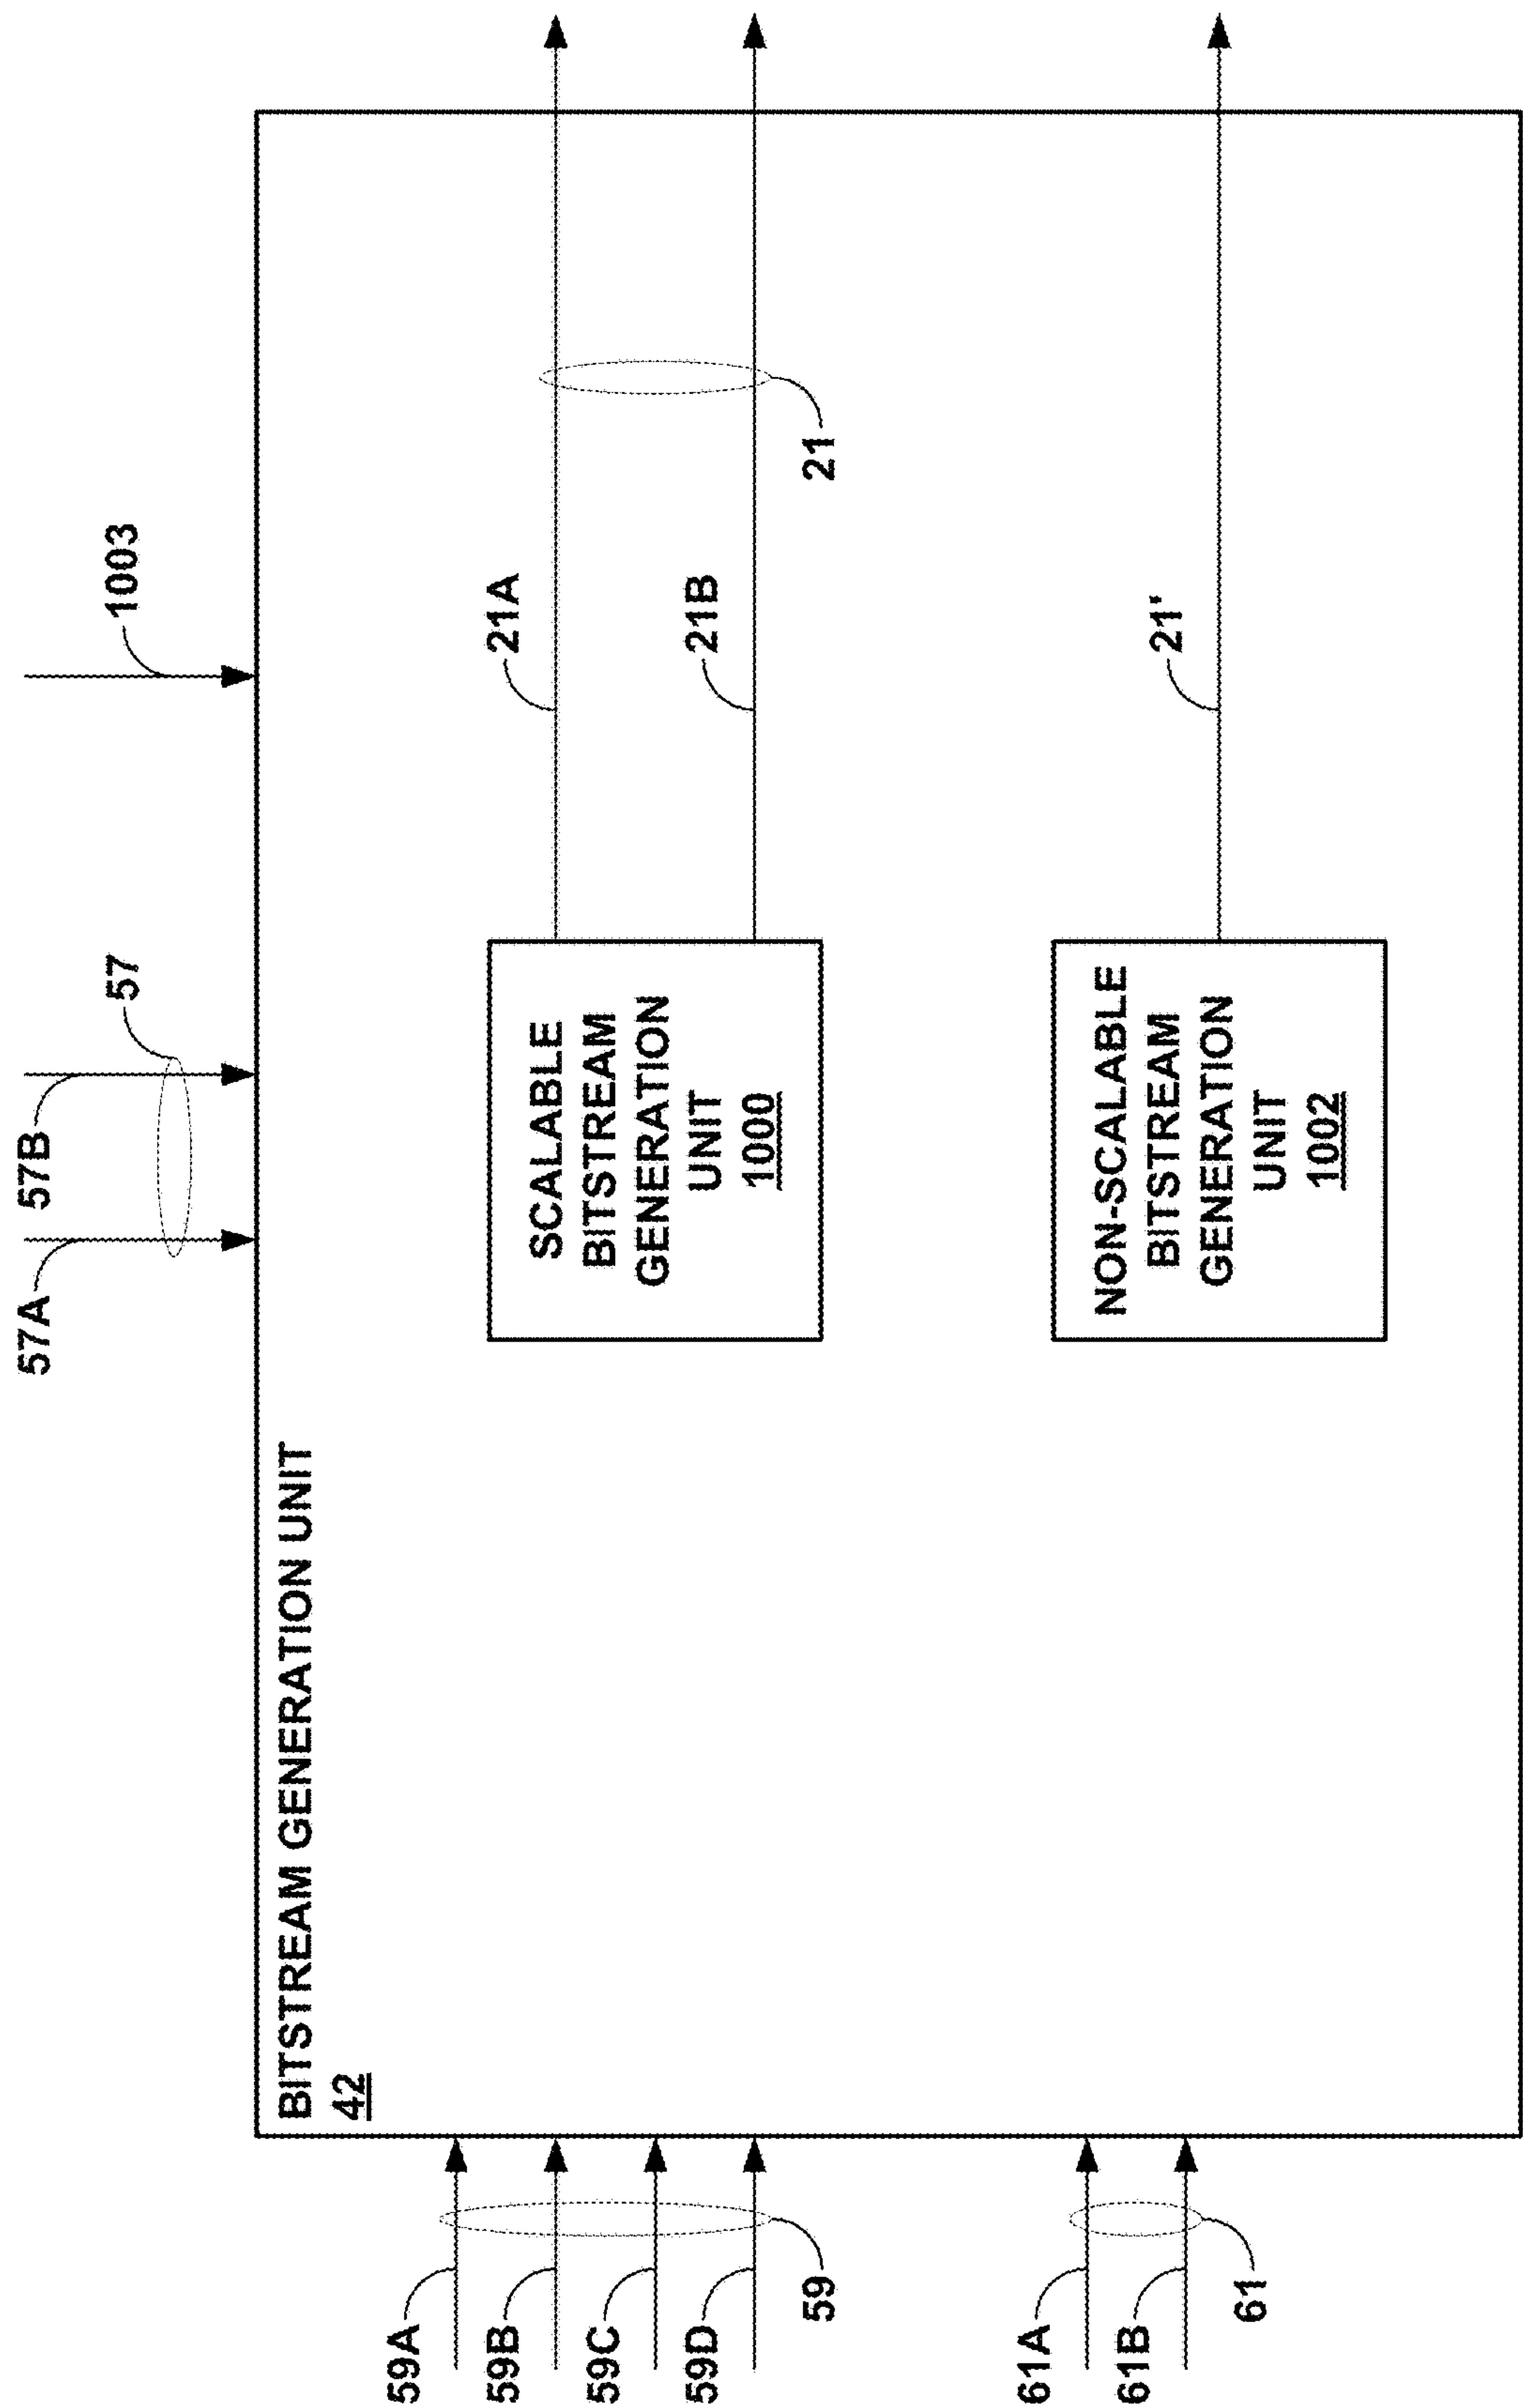 57A
57B
57
1003
BITSTREAM GENERATION UNIT
42
59A
59B
59C
59D
59
61A
61B
61
SCALABLE
BITSTREAM
GENERATION
UNIT
1000
21A
21B
21
NON-SCALABLE
BITSTREAM
GENERATION
UNIT
1002
21'